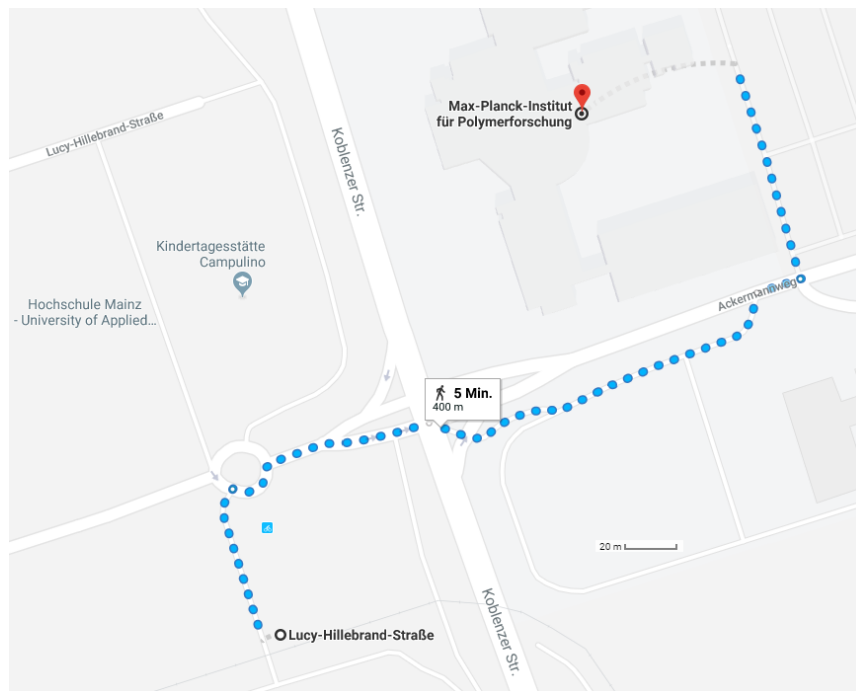 Max-Planck-Institut
für Polymerforschung
Lucy-Hillebrand-Straße
Koblenzer Str.
Kindertagesstätte
Campulino
Hochschule Mainz
- University of Applied...
Ackermannweg
5 Min.
400 m
20 m
Lucy-Hillebrand-Straße
Koblenzer Str.